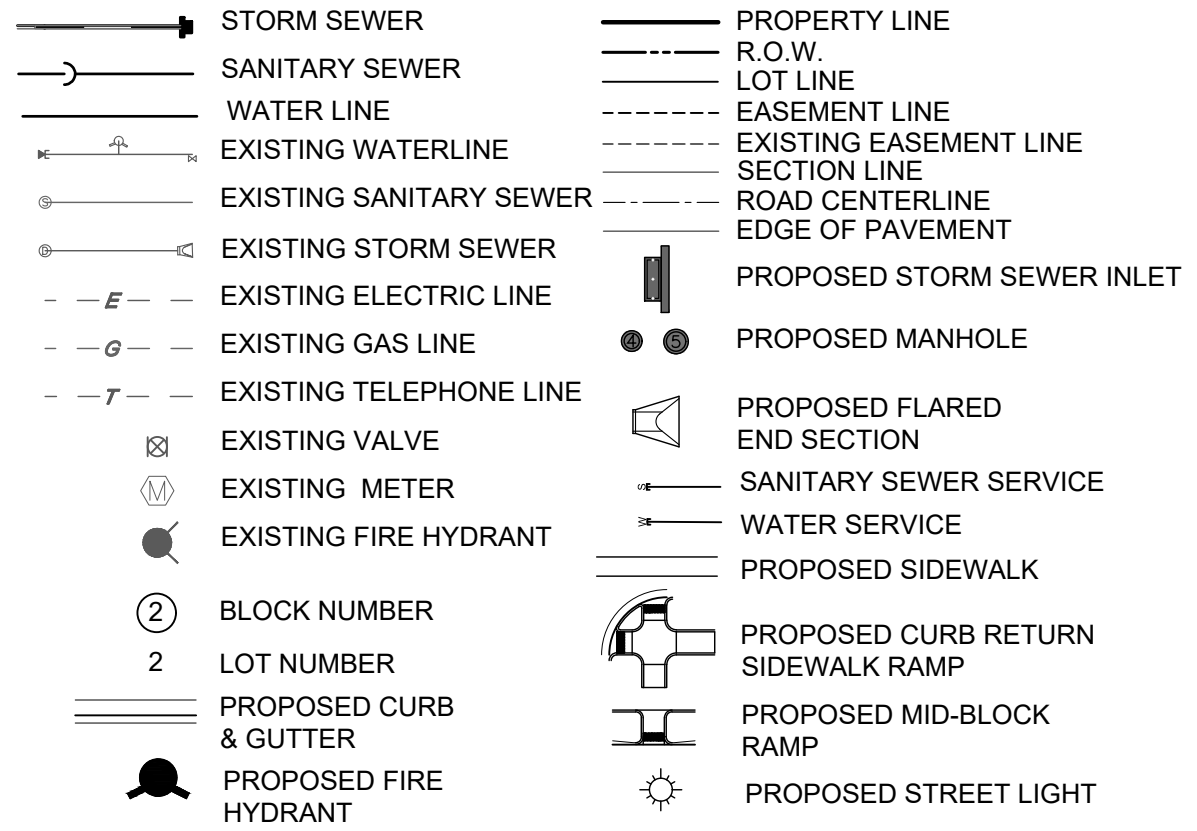 STORM SEWER
SANITARY SEWER
WATER LINE
EXISTING WATERLINE
S
EXISTING SANITARY SEWER
D
EXISTING STORM SEWER
E
EXISTING ELECTRIC LINE
G
EXISTING GAS LINE
T
EXISTING TELEPHONE LINE
EXISTING VALVE
M
EXISTING METER
EXISTING FIRE HYDRANT
2
BLOCK NUMBER
2
LOT NUMBER
PROPOSED CURB
& GUTTER
PROPOSED FIRE
HYDRANT
PROPERTY LINE
R.O.W.
LOT LINE
EASEMENT LINE
EXISTING EASEMENT LINE
SECTION LINE
ROAD CENTERLINE
EDGE OF PAVEMENT
PROPOSED STORM SEWER INLET
4 5
PROPOSED MANHOLE
PROPOSED FLARED
END SECTION
S
SANITARY SEWER SERVICE
W
WATER SERVICE
PROPOSED SIDEWALK
PROPOSED CURB RETURN
SIDEWALK RAMP
PROPOSED MID-BLOCK
RAMP
PROPOSED STREET LIGHT